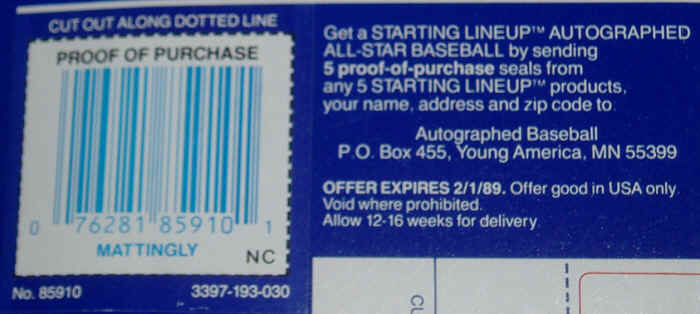 CUT OUT ALONG DOTTED LINE
PROOF OF PURCHASE
0 76281 85910 1
MATTINGLY
NC
No. 85910 3397-193-030
Get a STARTING LINEUP™ AUTOGRAPHED
ALL-STAR BASEBALL by sending
5 proof-of-purchase seals from
any 5 STARTING LINEUP™ products,
your name, address and zip code to
Autographed Baseball
P.O. Box 455, Young America, MN 55399
OFFER EXPIRES 2/1/89. Offer good in USA only.
Void where prohibited.
Allow 12-16 weeks for delivery